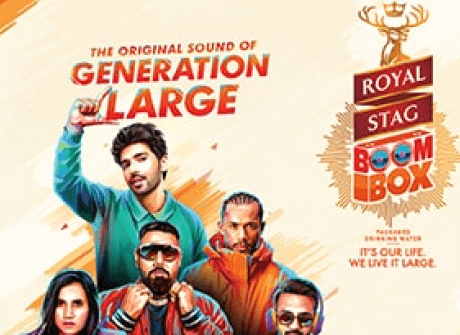 THE ORIGINAL SOUND OF
GENERATION
LARGE
ROYAL
STAG
BOOM
BOX
PACKAGED
DRINKING WATER
IT'S OUR LIFE.
WE LIVE IT LARGE.